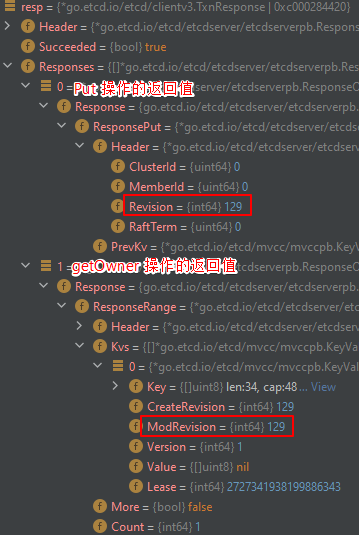 resp = {*go.etcd.io/etcd/clientv3.TxnResponse | 0xc000284420}
Header = {*go.etcd.io/etcd/etcdserver/etcdserverpb.Respons
Succeeded = {bool} true
Responses = {[]*go.etcd.io/etcd/etcdserver/etcdserverpb.Res
0 = Put 操作的返回值 etcdserverpb.ResponseO
Response = {go.etcd.io/etcd/etcdserver/etcdserverpb.
ResponsePut = {*go.etcd.io/etcd/etcdserver/etcdse
Header = {*go.etcd.io/etcd/etcdserver/etcdserv
ClusterId = {uint64} 0
MemberId = {uint64} 0
Revision = {int64} 129
RaftTerm = {uint64} 0
PrevKv = {*go.etcd.io/etcd/mvcc/mvccpb.KeyV
1 = getOwner 操作的返回值 etcdserverpb.ResponseO
Response = {go.etcd.io/etcd/etcdserver/etcdserverpb.
ResponseRange = {*go.etcd.io/etcd/etcdserver/etcd
Header = {*go.etcd.io/etcd/etcdserver/etcdserv
Kvs = {[]*go.etcd.io/etcd/mvcc/mvccpb.KeyVal
0 = {*go.etcd.io/etcd/mvcc/mvccpb.KeyValu
Key = {[]uint8} len:34, cap:48... View
CreateRevision = {int64} 129
ModRevision = {int64} 129
Version = {int64} 1
Value = {[]uint8} nil
Lease = {int64} 2727341938199886343
More = {bool} false
Count = {int64} 1